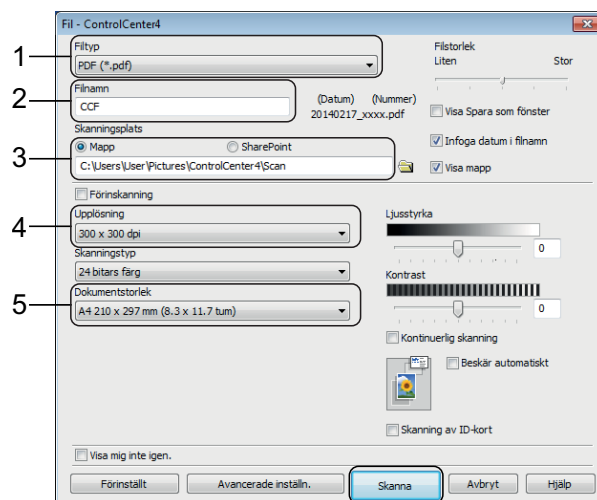 Fil - ControlCenter4
1
Filtyp
PDF (*.pdf)
Filstorlek
Liten Stor
2
Filnamn
CCF
(Datum) (Nummer)
20140217_xxxx.pdf
Visa Spara som fönster
Infoga datum i filnamn
Visa mapp
Skanningsplats
3
Mapp SharePoint
C:\Users\User\Pictures\ControlCenter4\Scan
Förinskanning
4
Upplösning
300 x 300 dpi
Skanningstyp
24 bitars färg
5
Dokumentstorlek
A4 210 x 297 mm (8.3 x 11.7 tum)
Ljusstyrka
0
Kontrast
0
Kontinuerlig skanning
Beskär automatiskt
Skanning av ID-kort
Visa mig inte igen.
Förinställt Avancerade inställn. Skanna Avbryt Hjälp